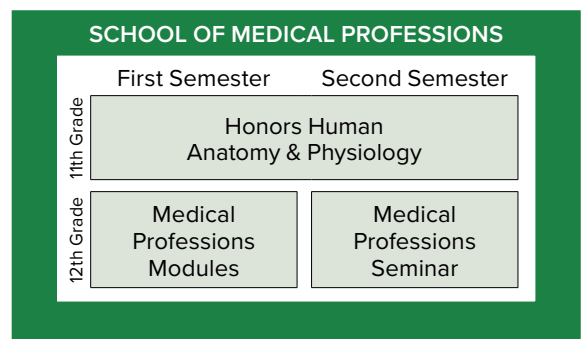 SCHOOL OF MEDICAL PROFESSIONS
First Semester
Second Semester
11th Grade
Honors Human
Anatomy & Physiology
12th Grade
Medical
Professions
Modules
Medical
Professions
Seminar